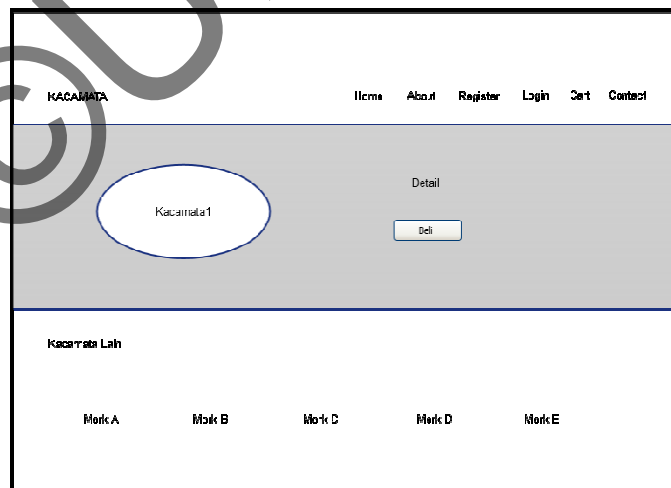 KACAMATA Home About Register Login Cart Contact
Kacamata1
Detail
Beli
Kacamata Lain
Merk A Merk B Merk C Merk D Merk E